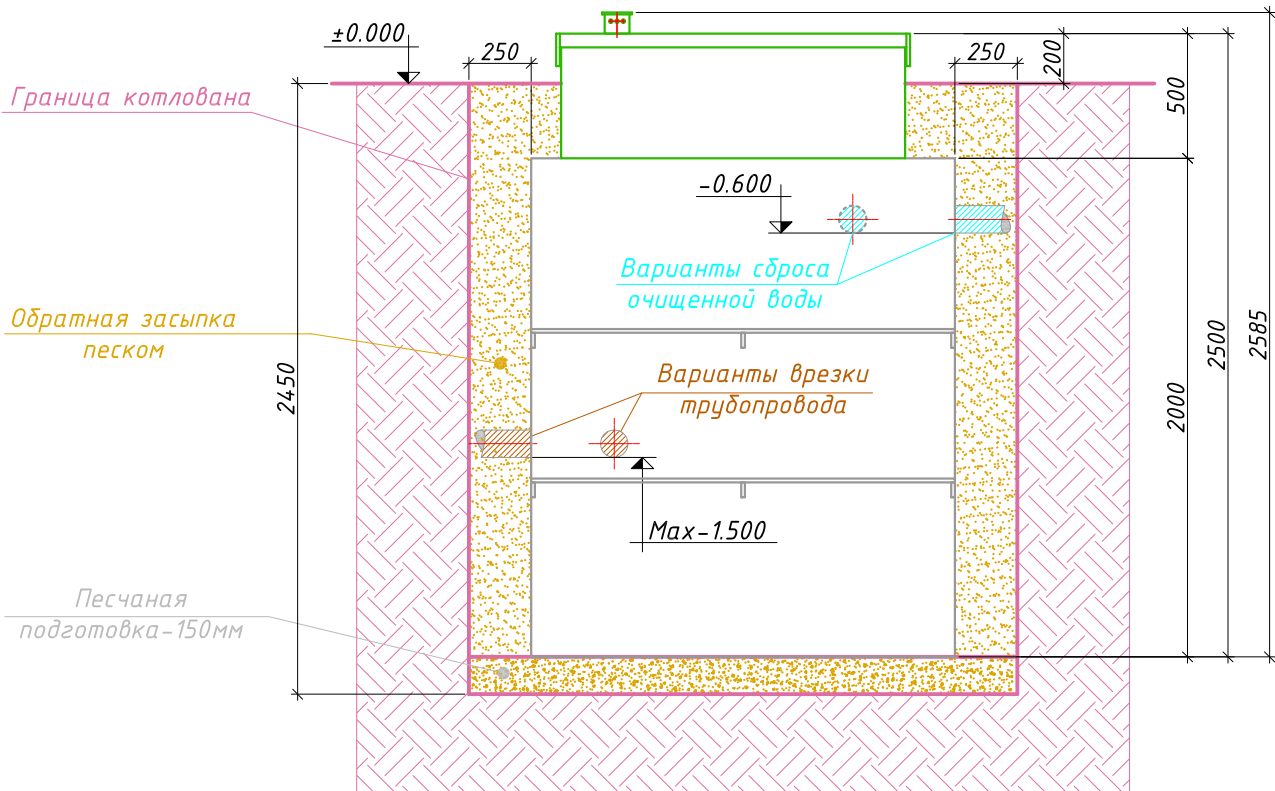 ±0.000
250
250
200
500
Граница котлована
-0.600
Варианты сброса
очищенной воды
Обратная засыпка
песком
2450
2500
2585
2000
Варианты врезки
трубопровода
Max-1.500
Песчаная
подготовка-150мм